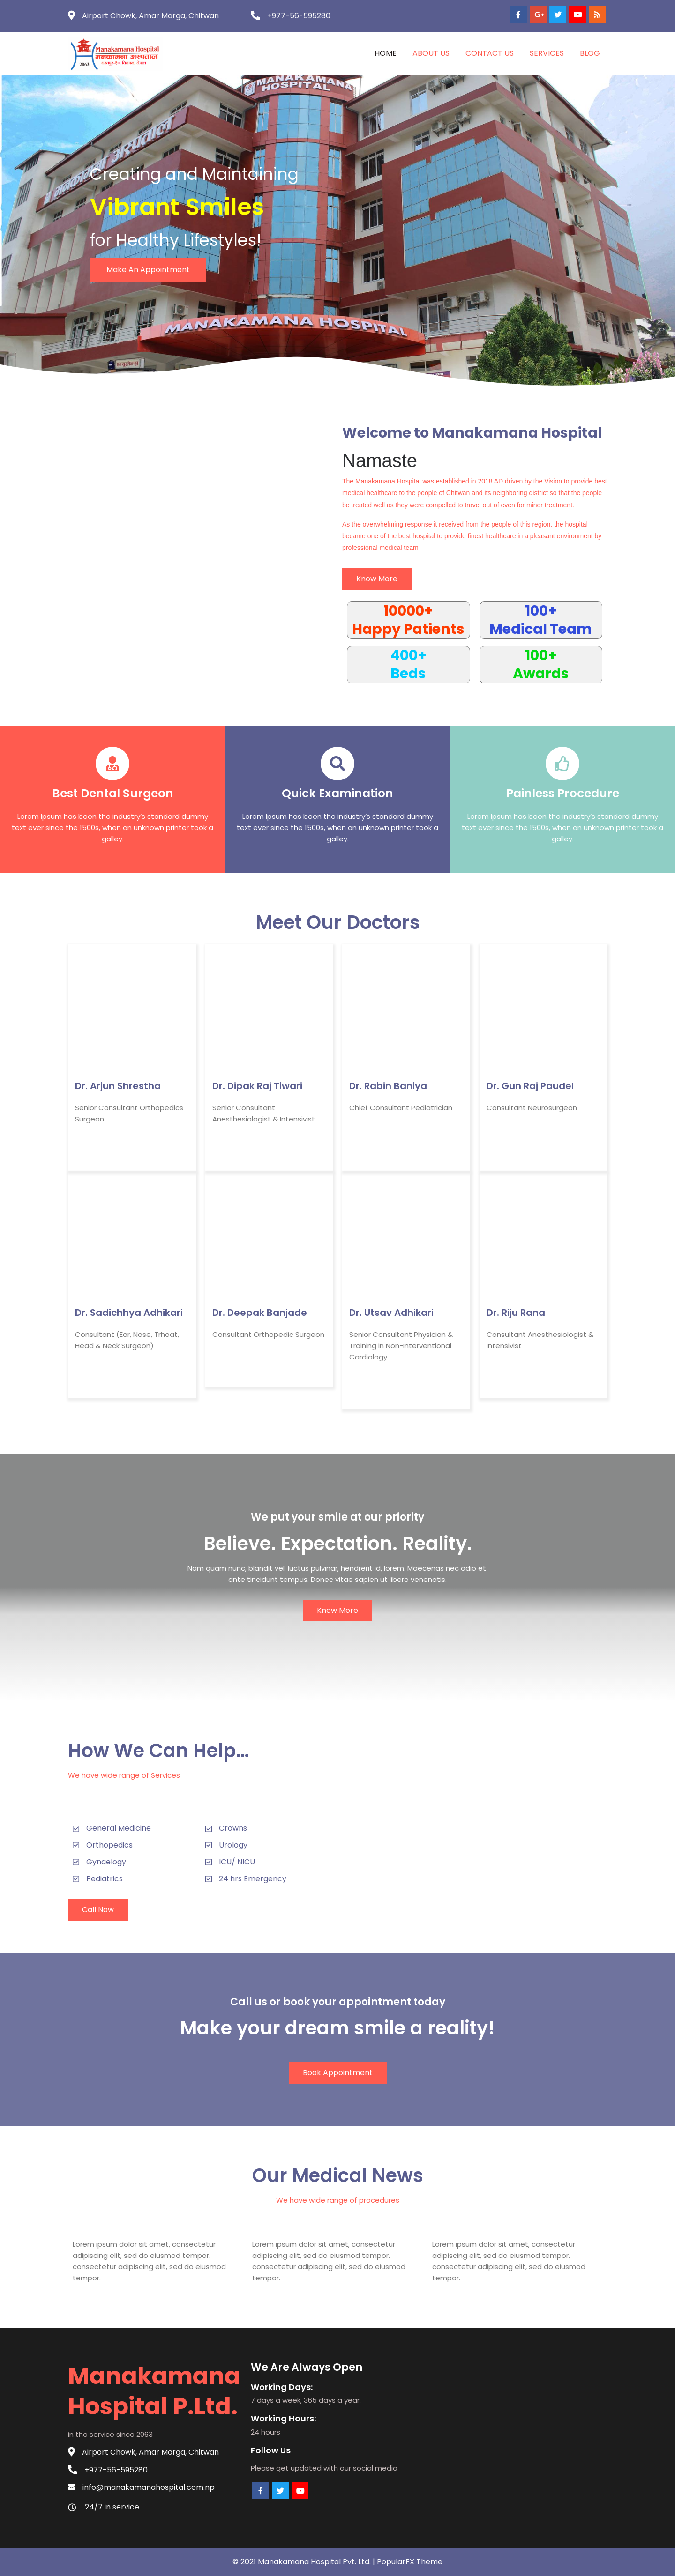 Airport Chowk, Amar Marga, Chitwan
+977-56-595280
Manakamana Hospital
मनकामना अस्पताल
2063
HOME
ABOUT US
CONTACT US
SERVICES
BLOG
MANAKAMANA
HOSPITAL
Creating and Maintaining
Vibrant Smiles
for Healthy Lifestyles!
Make An Appointment
MANAKAMANA HOSPITAL
Welcome to Manakamana Hospital
Namaste
The Manakamana Hospital was established in 2018 AD driven by the Vision to provide best
medical healthcare to the people of Chitwan and its neighboring district so that the people
be treated well as they were compelled to travel out of even for minor treatment.
As the overwhelming response it received from the people of this region, the hospital
became one of the best hospital to provide finest healthcare in a pleasant environment by
professional medical team
Know More
10000+
Happy Patients
100+
Medical Team
400+
Beds
100+
Awards
Best Dental Surgeon
Lorem Ipsum has been the industry's standard dummy
text ever since the 1500s, when an unknown printer took a
galley.
Quick Examination
Lorem Ipsum has been the industry's standard dummy
text ever since the 1500s, when an unknown printer took a
galley.
Painless Procedure
Lorem Ipsum has been the industry's standard dummy
text ever since the 1500s, when an unknown printer took a
galley.
Meet Our Doctors
Dr. Arjun Shrestha
Senior Consultant Orthopedics
Surgeon
Dr. Dipak Raj Tiwari
Senior Consultant
Anesthesiologist & Intensivist
Dr. Rabin Baniya
Chief Consultant Pediatrician
Dr. Gun Raj Paudel
Consultant Neurosurgeon
Dr. Sadichhya Adhikari
Consultant (Ear, Nose, Trhoat,
Head & Neck Surgeon)
Dr. Deepak Banjade
Consultant Orthopedic Surgeon
Dr. Utsav Adhikari
Senior Consultant Physician &
Training in Non-Interventional
Cardiology
Dr. Riju Rana
Consultant Anesthesiologist &
Intensivist
We put your smile at our priority
Believe. Expectation. Reality.
Nam quam nunc, blandit vel, luctus pulvinar, hendrerit id, lorem. Maecenas nec odio et
ante tincidunt tempus. Donec vitae sapien ut libero venenatis.
Know More
How We Can Help...
We have wide range of Services
General Medicine
Orthopedics
Gynaelogy
Pediatrics
Crowns
Urology
ICU/ NICU
24 hrs Emergency
Call Now
Call us or book your appointment today
Make your dream smile a reality!
Book Appointment
Our Medical News
We have wide range of procedures
Lorem ipsum dolor sit amet, consectetur
adipiscing elit, sed do eiusmod tempor.
consectetur adipiscing elit, sed do eiusmod
tempor.
Lorem ipsum dolor sit amet, consectetur
adipiscing elit, sed do eiusmod tempor.
consectetur adipiscing elit, sed do eiusmod
tempor.
Lorem ipsum dolor sit amet, consectetur
adipiscing elit, sed do eiusmod tempor.
consectetur adipiscing elit, sed do eiusmod
tempor.
Manakamana
Hospital P.Ltd.
in the service since 2063
Airport Chowk, Amar Marga, Chitwan
+977-56-595280
info@manakamanahospital.com.np
24/7 in service...
We Are Always Open
Working Days:
7 days a week, 365 days a year.
Working Hours:
24 hours
Follow Us
Please get updated with our social media
© 2021 Manakamana Hospital Pvt. Ltd. | PopularFX Theme